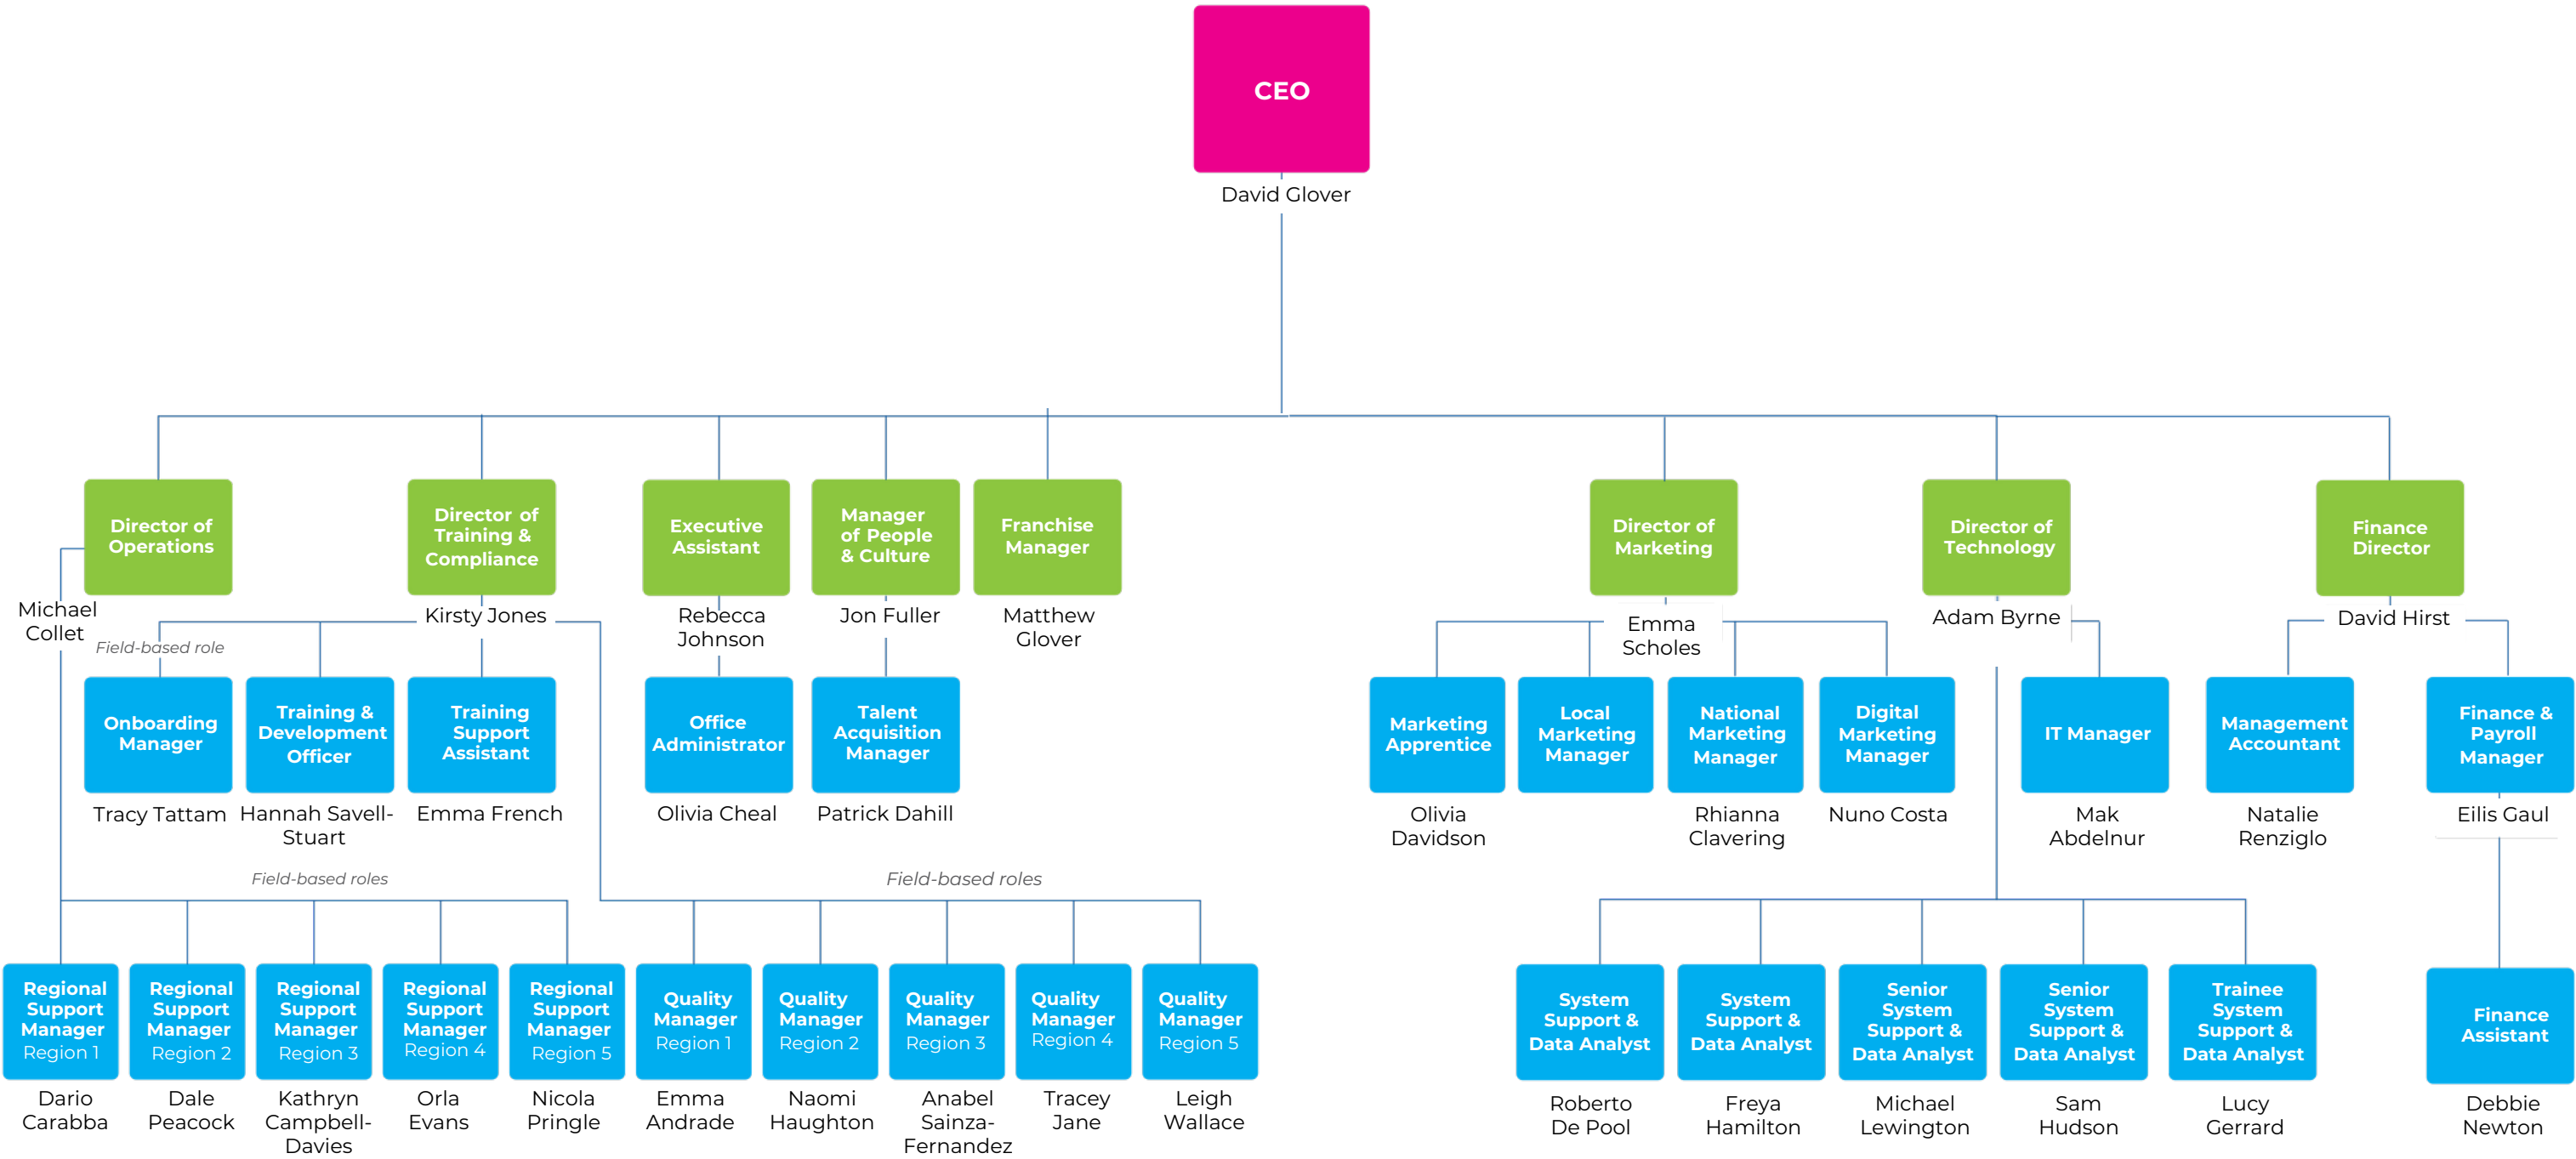 CEO
David Glover
Director of
Operations
Michael
Collet
Director of
Training &
Compliance
Kirsty Jones
Executive
Assistant
Rebecca
Johnson
Manager
of People
& Culture
Jon Fuller
Franchise
Manager
Matthew
Glover
Director of
Marketing
Emma
Scholes
Director of
Technology
Adam Byrne
Finance
Director
David Hirst
Field-based role
Onboarding
Manager
Tracy Tattam
Training &
Development
Officer
Hannah Savell-
Stuart
Training
Support
Assistant
Emma French
Office
Administrator
Olivia Cheal
Talent
Acquisition
Manager
Patrick Dahill
Marketing
Apprentice
Olivia
Davidson
Local
Marketing
Manager
National
Marketing
Manager
Rhianna
Clavering
Digital
Marketing
Manager
Nuno Costa
IT Manager
Mak
Abdelnur
Management
Accountant
Natalie
Renziglo
Finance &
Payroll
Manager
Eilis Gaul
Field-based roles
Field-based roles
Regional
Support
Manager
Region 1
Dario
Carabba
Regional
Support
Manager
Region 2
Dale
Peacock
Regional
Support
Manager
Region 3
Kathryn
Campbell-
Davies
Regional
Support
Manager
Region 4
Orla
Evans
Regional
Support
Manager
Region 5
Nicola
Pringle
Quality
Manager
Region 1
Emma
Andrade
Quality
Manager
Region 2
Naomi
Haughton
Quality
Manager
Region 3
Anabel
Sainza-
Fernandez
Quality
Manager
Region 4
Tracey
Jane
Quality
Manager
Region 5
Leigh
Wallace
System
Support &
Data Analyst
Roberto
De Pool
System
Support &
Data Analyst
Freya
Hamilton
Senior
System
Support &
Data Analyst
Michael
Lewington
Senior
System
Support &
Data Analyst
Sam
Hudson
Trainee
System
Support &
Data Analyst
Lucy
Gerrard
Finance
Assistant
Debbie
Newton